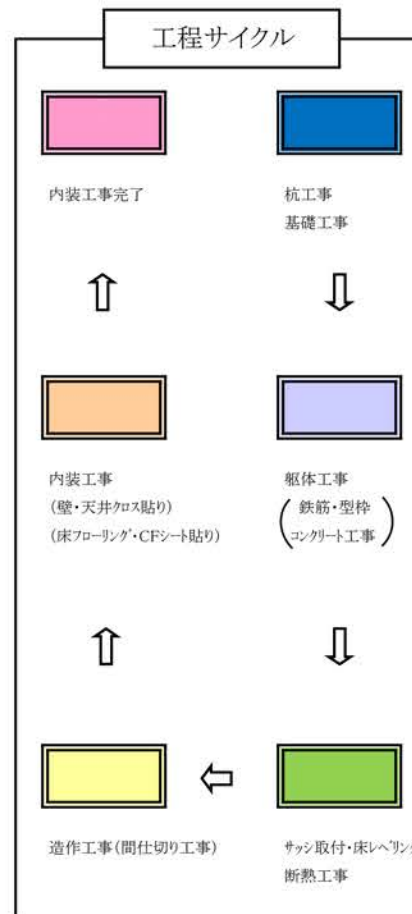 工程サイクル
内装工事完了
杭工事
基礎工事
内装工事
(壁・天井クロス貼り)
(床フローリング・CFシート貼り)
躯体工事
(鉄筋・型枠
コンクリート工事)
造作工事(間仕切り工事)
サッシ取付・床レベリング
断熱工事